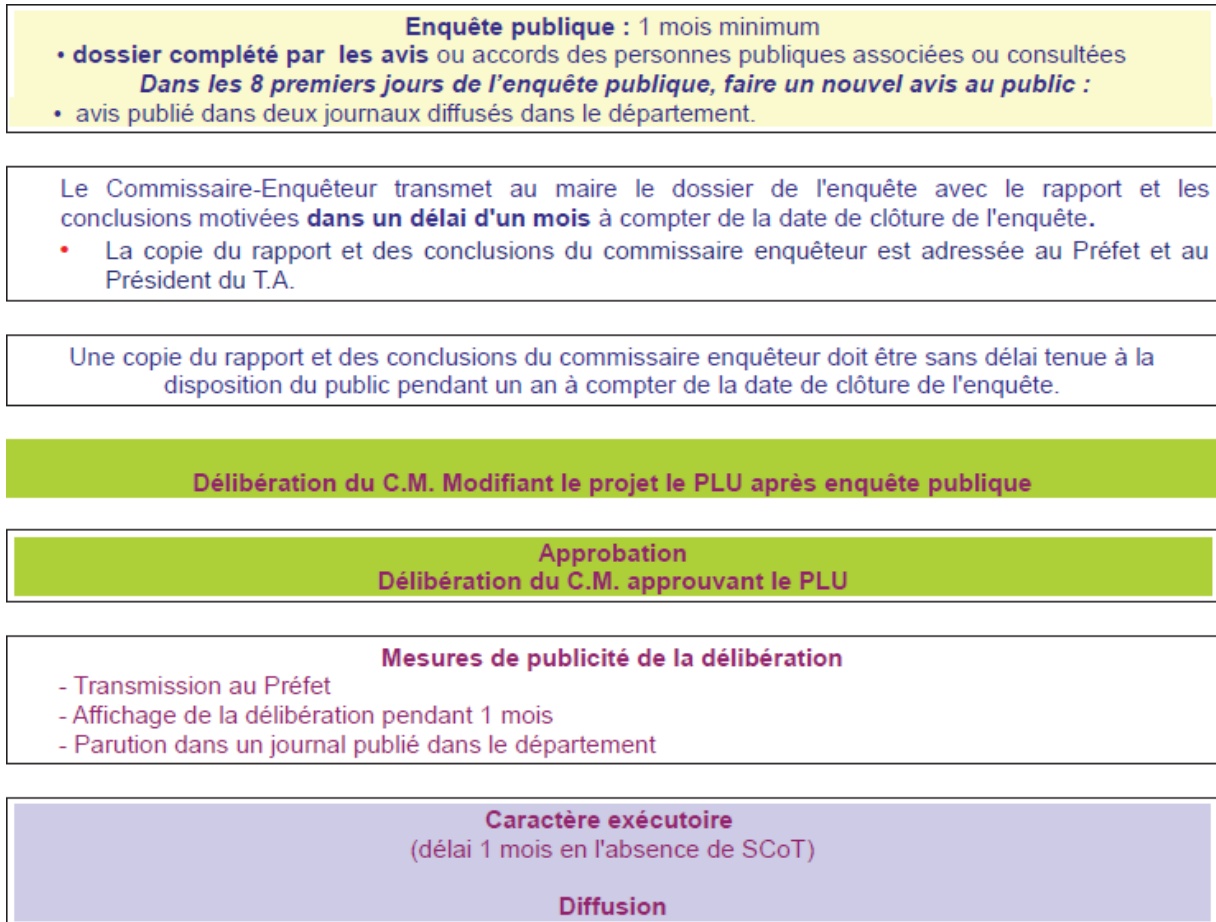 Enquête publique : 1 mois minimum
• dossier complété par les avis ou accords des personnes publiques associées ou consultées
Dans les 8 premiers jours de l'enquête publique, faire un nouvel avis au public :
• avis publié dans deux journaux diffusés dans le département.
Le Commissaire-Enquêteur transmet au maire le dossier de l'enquête avec le rapport et les
conclusions motivées dans un délai d'un mois à compter de la date de clôture de l'enquête.
• La copie du rapport et des conclusions du commissaire enquêteur est adressée au Préfet et au
Président du T.A.
Une copie du rapport et des conclusions du commissaire enquêteur doit être sans délai tenue à la
disposition du public pendant un an à compter de la date de clôture de l'enquête.
Délibération du C.M. Modifiant le projet le PLU après enquête publique
Approbation
Délibération du C.M. approuvant le PLU
Mesures de publicité de la délibération
- Transmission au Préfet
- Affichage de la délibération pendant 1 mois
- Parution dans un journal publié dans le département
Caractère exécutoire
(délai 1 mois en l'absence de SCoT)
Diffusion